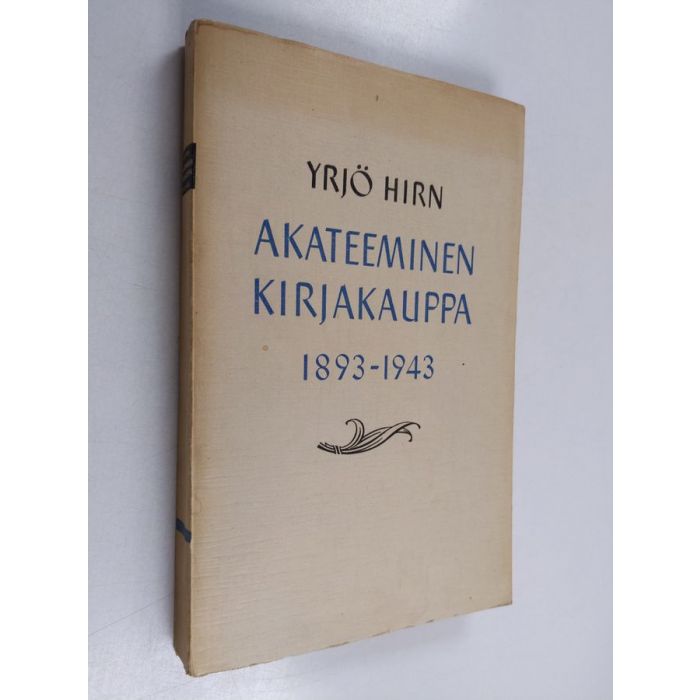 YRJÖ HIRN
AKATEEMINEN
KIRJAKAUPPA
1893-1943